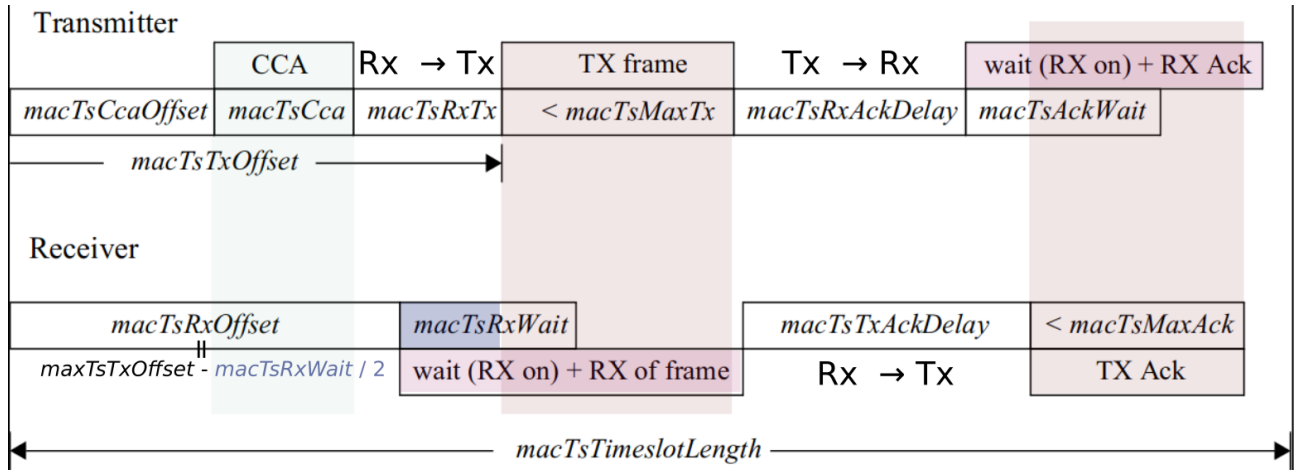 Transmitter
CCA Rx → Tx TX frame Tx → Rx wait (RX on) + RX Ack
macTsCcaOffset macTsCca macTsRxTx < macTsMaxTx macTsRxAckDelay macTsAckWait
macTsTxOffset
Receiver
macTsRxOffset macTsRxWait macTsTxAckDelay < macTsMaxAck
=
maxTsTxOffset - macTsRxWait / 2 wait (RX on) + RX of frame Rx → Tx TX Ack
macTsTimeslotLength